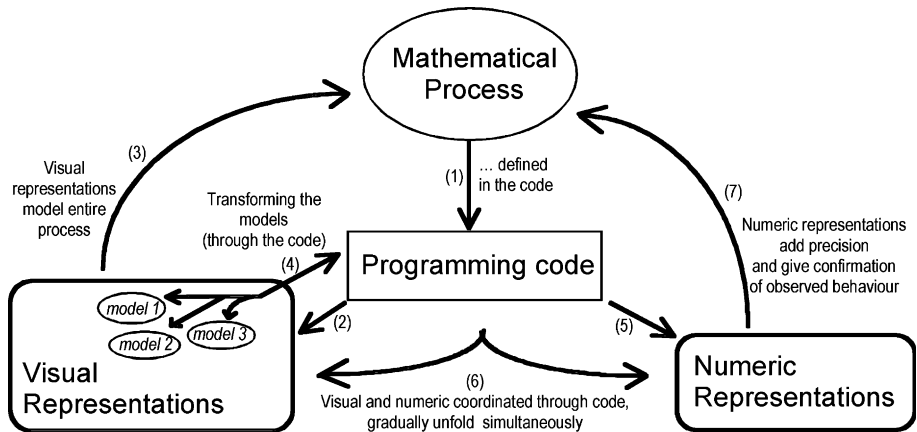 Mathematical
Process
(3)
Visual
representations
model entire
process
(1)
... defined
in the code
(7)
Transforming the
models
(through the code)
(4)
Numeric representations
add precision
and give confirmation
of observed behaviour
Programming code
model 1
model 2
model 3
(2)
(5)
Visual
Representations
(6)
Visual and numeric coordinated through code,
gradually unfold simultaneously
Numeric
Representations